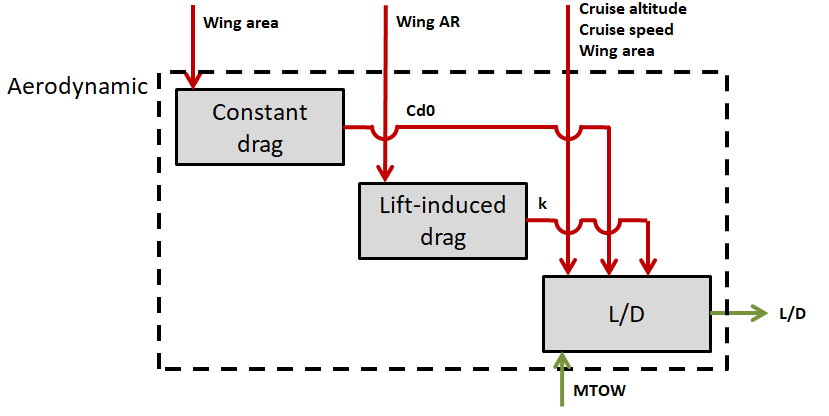 Wing area
Wing AR
Cruise altitude
Cruise speed
Wing area
Aerodynamic
Constant
drag
Cd0
Lift-induced
drag
k
L/D
L/D
MTOW